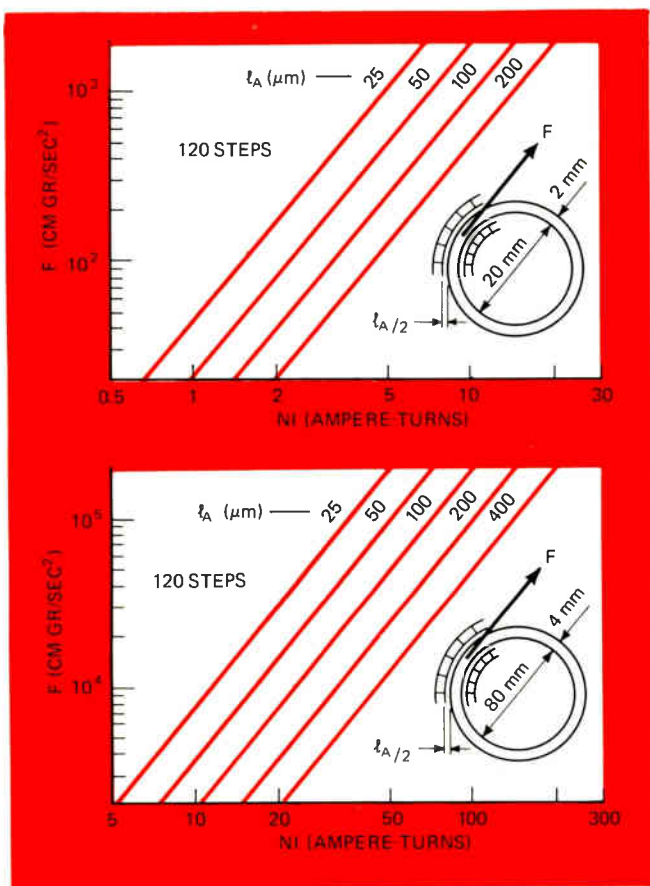 ℓA (μm) — 25 50 100 200
10³
120 STEPS
F
2 mm
20 mm
ℓA/2
10²
F (CM GR/SEC²)
0.5 1 2 5 10 30
NI (AMPERE-TURNS)
ℓA (μm) — 25 50 100 200 400
10⁵
120 STEPS
F
4 mm
80 mm
ℓA/2
10⁴
F (CM GR/SEC²)
5 10 20 50 100 300
NI (AMPERE-TURNS)